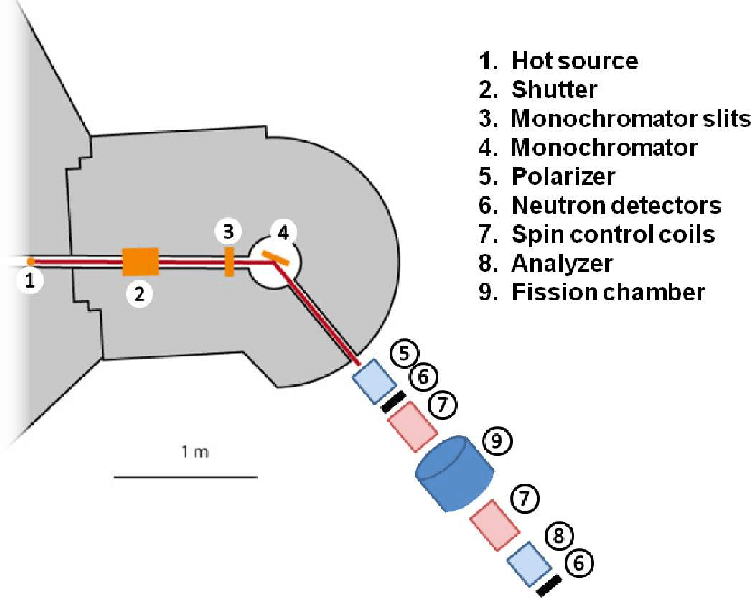 1. Hot source
2. Shutter
3. Monochromator slits
4. Monochromator
5. Polarizer
6. Neutron detectors
7. Spin control coils
8. Analyzer
9. Fission chamber
3
4
1
2
5
6
7
9
1 m
7
8
6